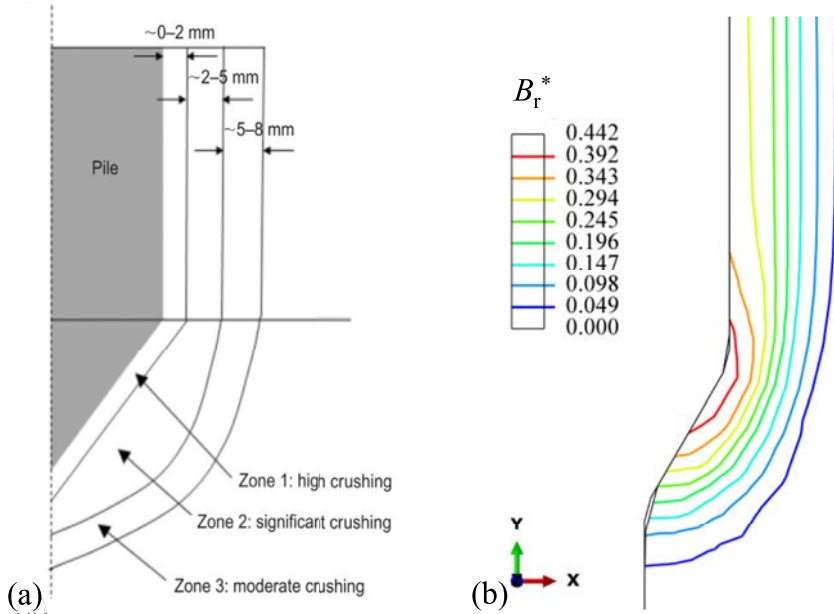 ~0–2 mm
~2–5 mm
~5–8 mm
Pile
Zone 1: high crushing
Zone 2: significant crushing
Zone 3: moderate crushing
(a)
Br*
0.442
0.392
0.343
0.294
0.245
0.196
0.147
0.098
0.049
0.000
Y
Z
X
(b)